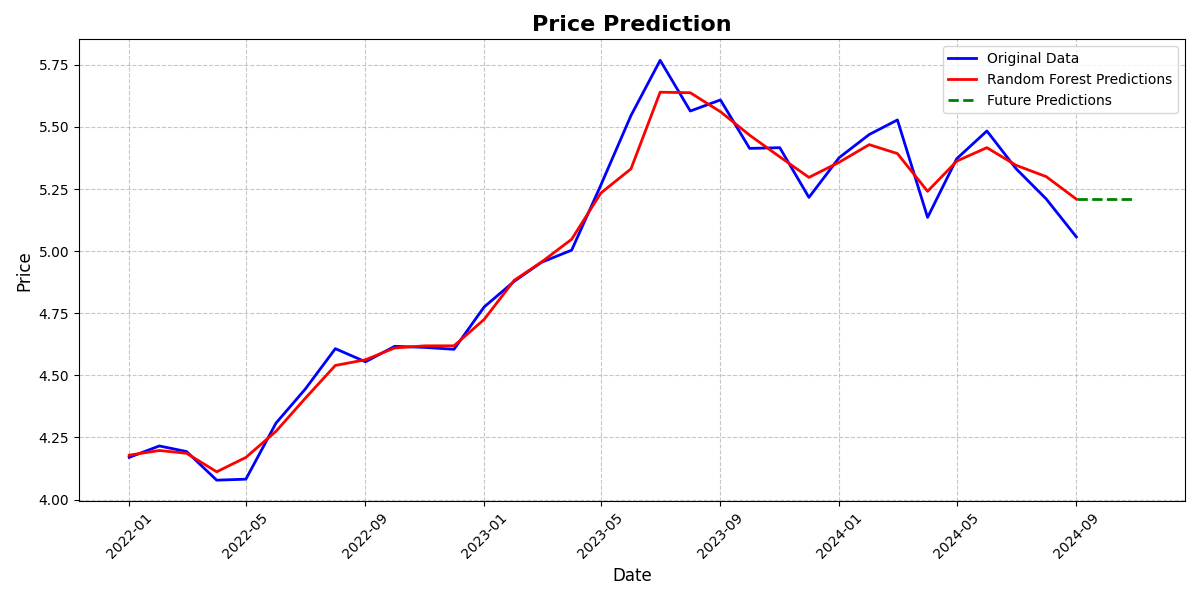 Price Prediction
Original Data
Random Forest Predictions
Future Predictions
Price
5.75
5.50
5.25
5.00
4.75
4.50
4.25
4.00
2022-01
2022-05
2022-09
2023-01
2023-05
2023-09
2024-01
2024-05
2024-09
Date